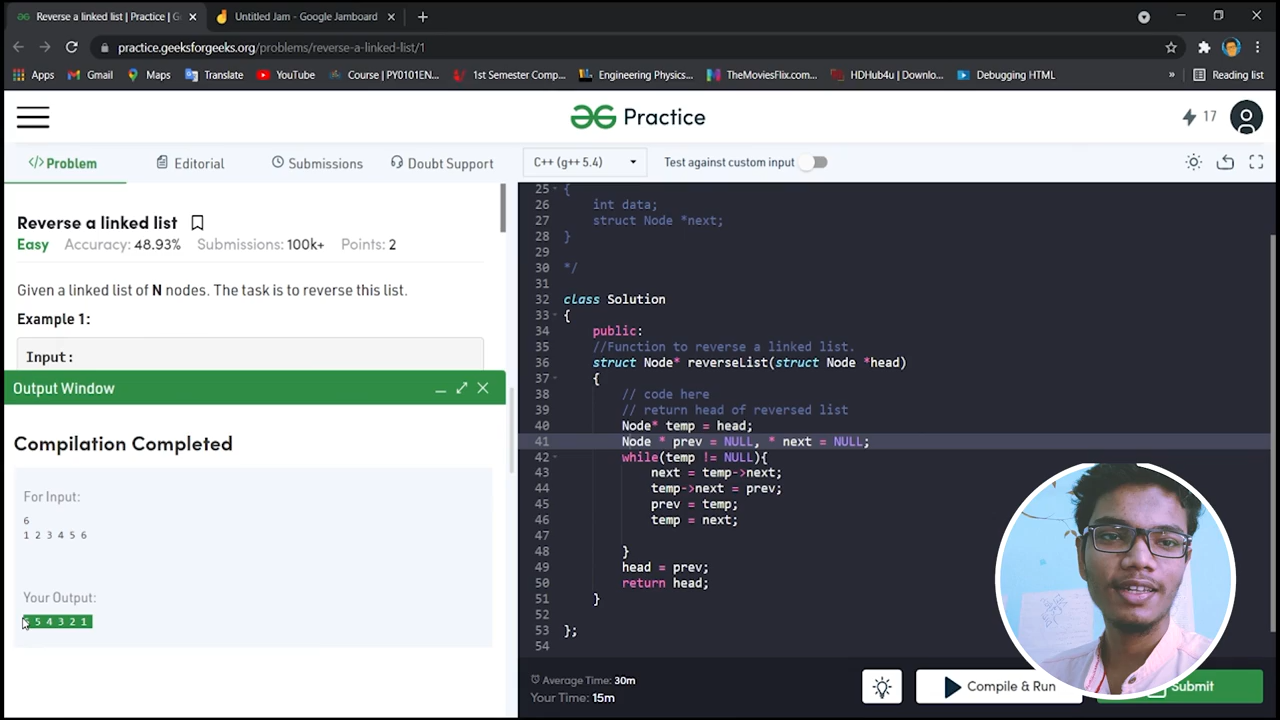 Reverse a linked list | Practice | G
Untitled Jam - Google Jamboard
practice.geeksforgeeks.org/problems/reverse-a-linked-list/1
Apps Gmail Maps Translate YouTube Course | PY0101EN... 1st Semester Comp... Engineering Physics... TheMoviesFlix.com... HDHub4u | Downlo... Debugging HTML » Reading list
Practice
17
</> Problem Editorial Submissions Doubt Support
C++ (g++ 5.4) Test against custom input
Reverse a linked list
Easy Accuracy: 48.93% Submissions: 100k+ Points: 2
Given a linked list of N nodes. The task is to reverse this list.
Example 1:
Input:
Output Window
Compilation Completed
For Input:
6
1 2 3 4 5 6
Your Output:
5 4 3 2 1
25 {
26 int data;
27 struct Node *next;
28 }
29
30 */
31
32 class Solution
33 {
34 public:
35 //Function to reverse a linked list.
36 struct Node* reverseList(struct Node *head)
37 {
38 // code here
39 // return head of reversed list
40 Node* temp = head;
41 Node * prev = NULL, * next = NULL;
42 while(temp != NULL){
43 next = temp->next;
44 temp->next = prev;
45 prev = temp;
46 temp = next;
47
48 }
49 head = prev;
50 return head;
51 }
52
53 };
54
Average Time: 30m
Your Time: 15m
Compile & Run
Submit